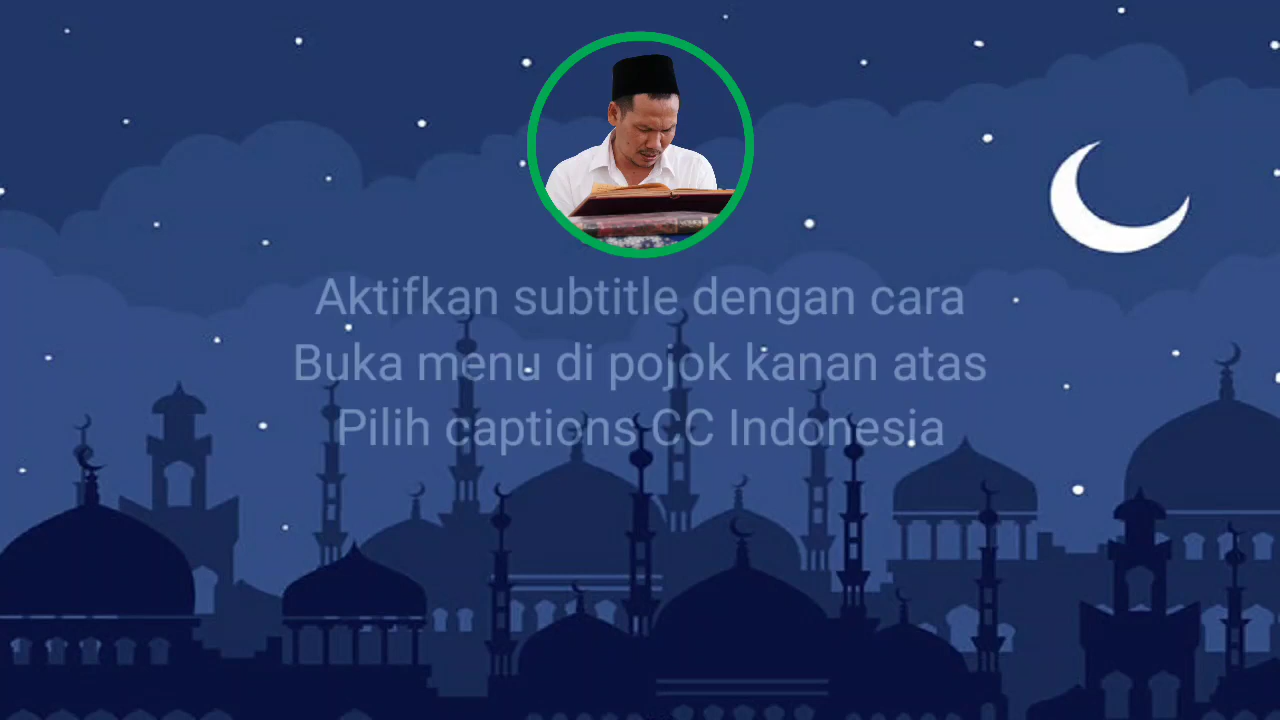 Aktifkan subtitle dengan cara
Buka menu di pojok kanan atas
Pilih captions CC Indonesia